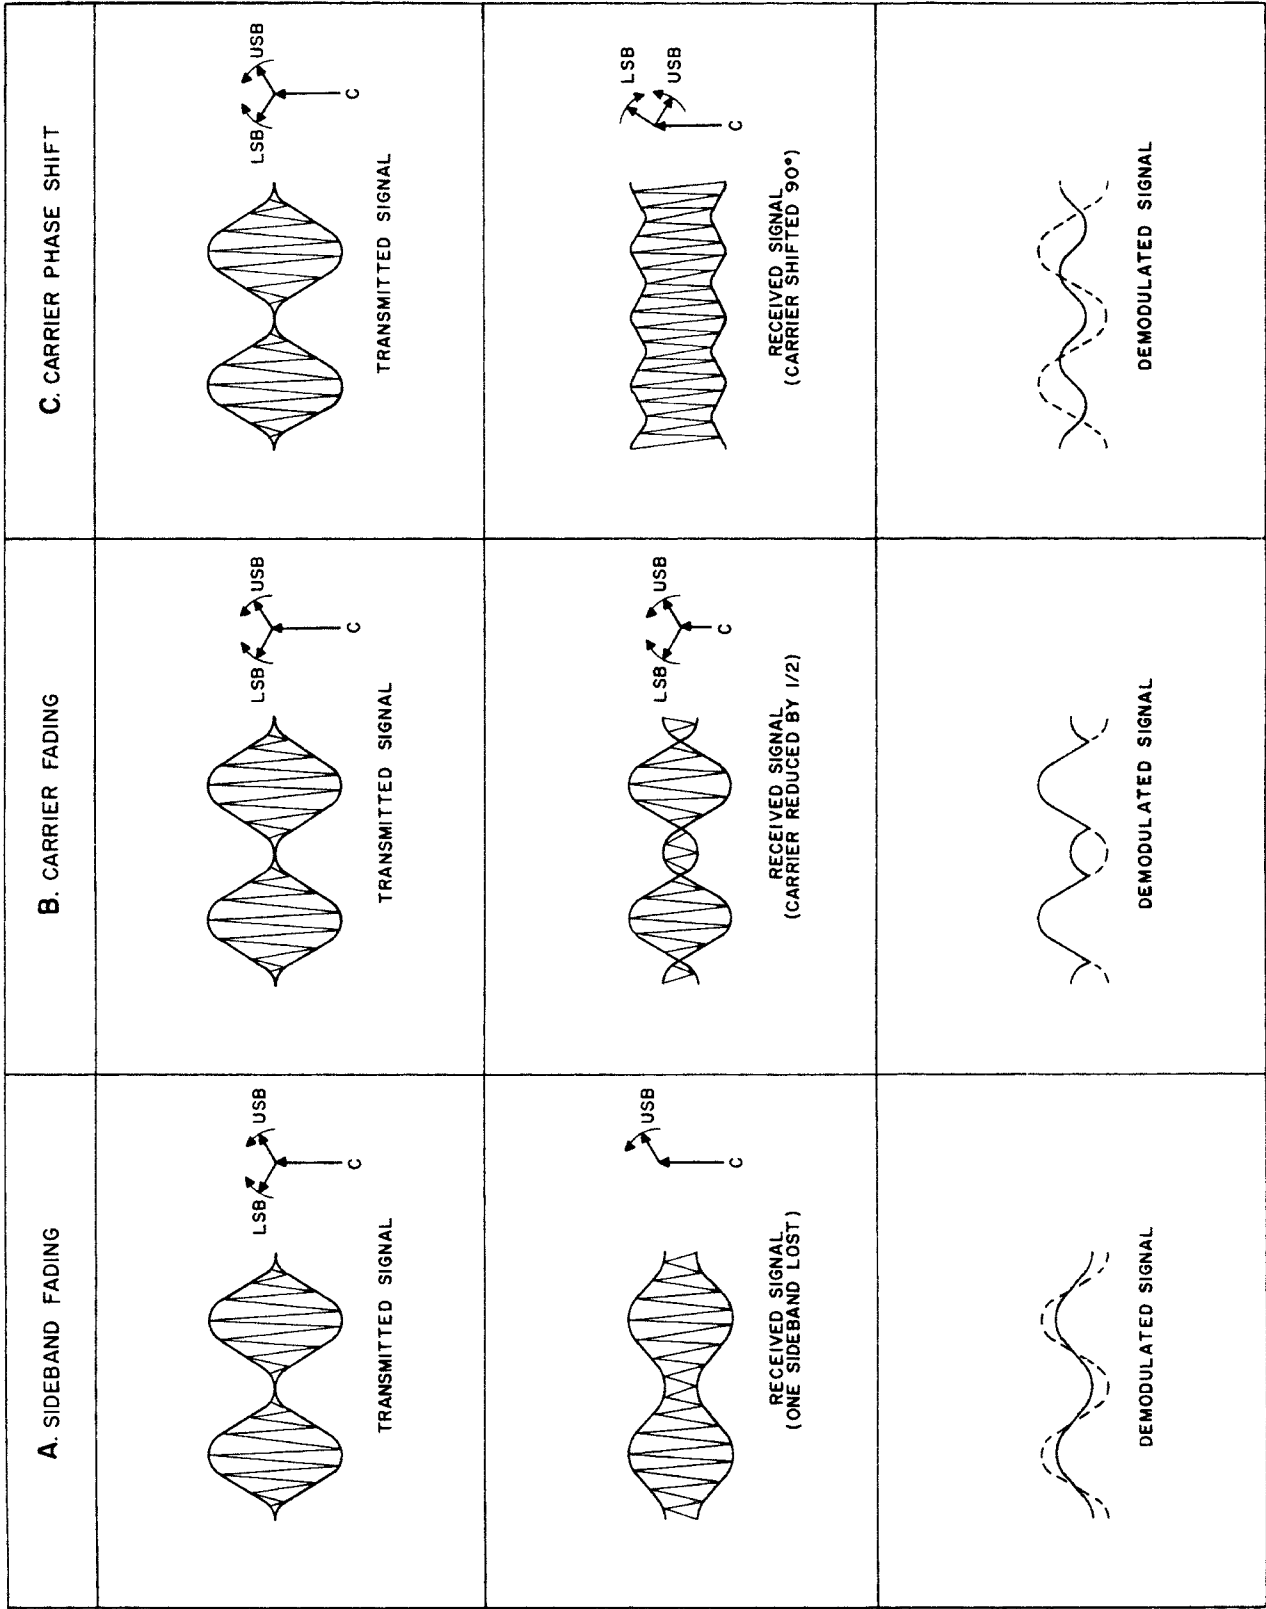 A. SIDEBAND FADING
LSB
USB
C
TRANSMITTED SIGNAL
USB
C
RECEIVED SIGNAL
(ONE SIDEBAND LOST)
DEMODULATED SIGNAL
B. CARRIER FADING
LSB
USB
C
TRANSMITTED SIGNAL
LSB
USB
C
RECEIVED SIGNAL
(CARRIER REDUCED BY 1/2)
DEMODULATED SIGNAL
C. CARRIER PHASE SHIFT
LSB
USB
C
TRANSMITTED SIGNAL
LSB
USB
C
RECEIVED SIGNAL
(CARRIER SHIFTED 90°)
DEMODULATED SIGNAL